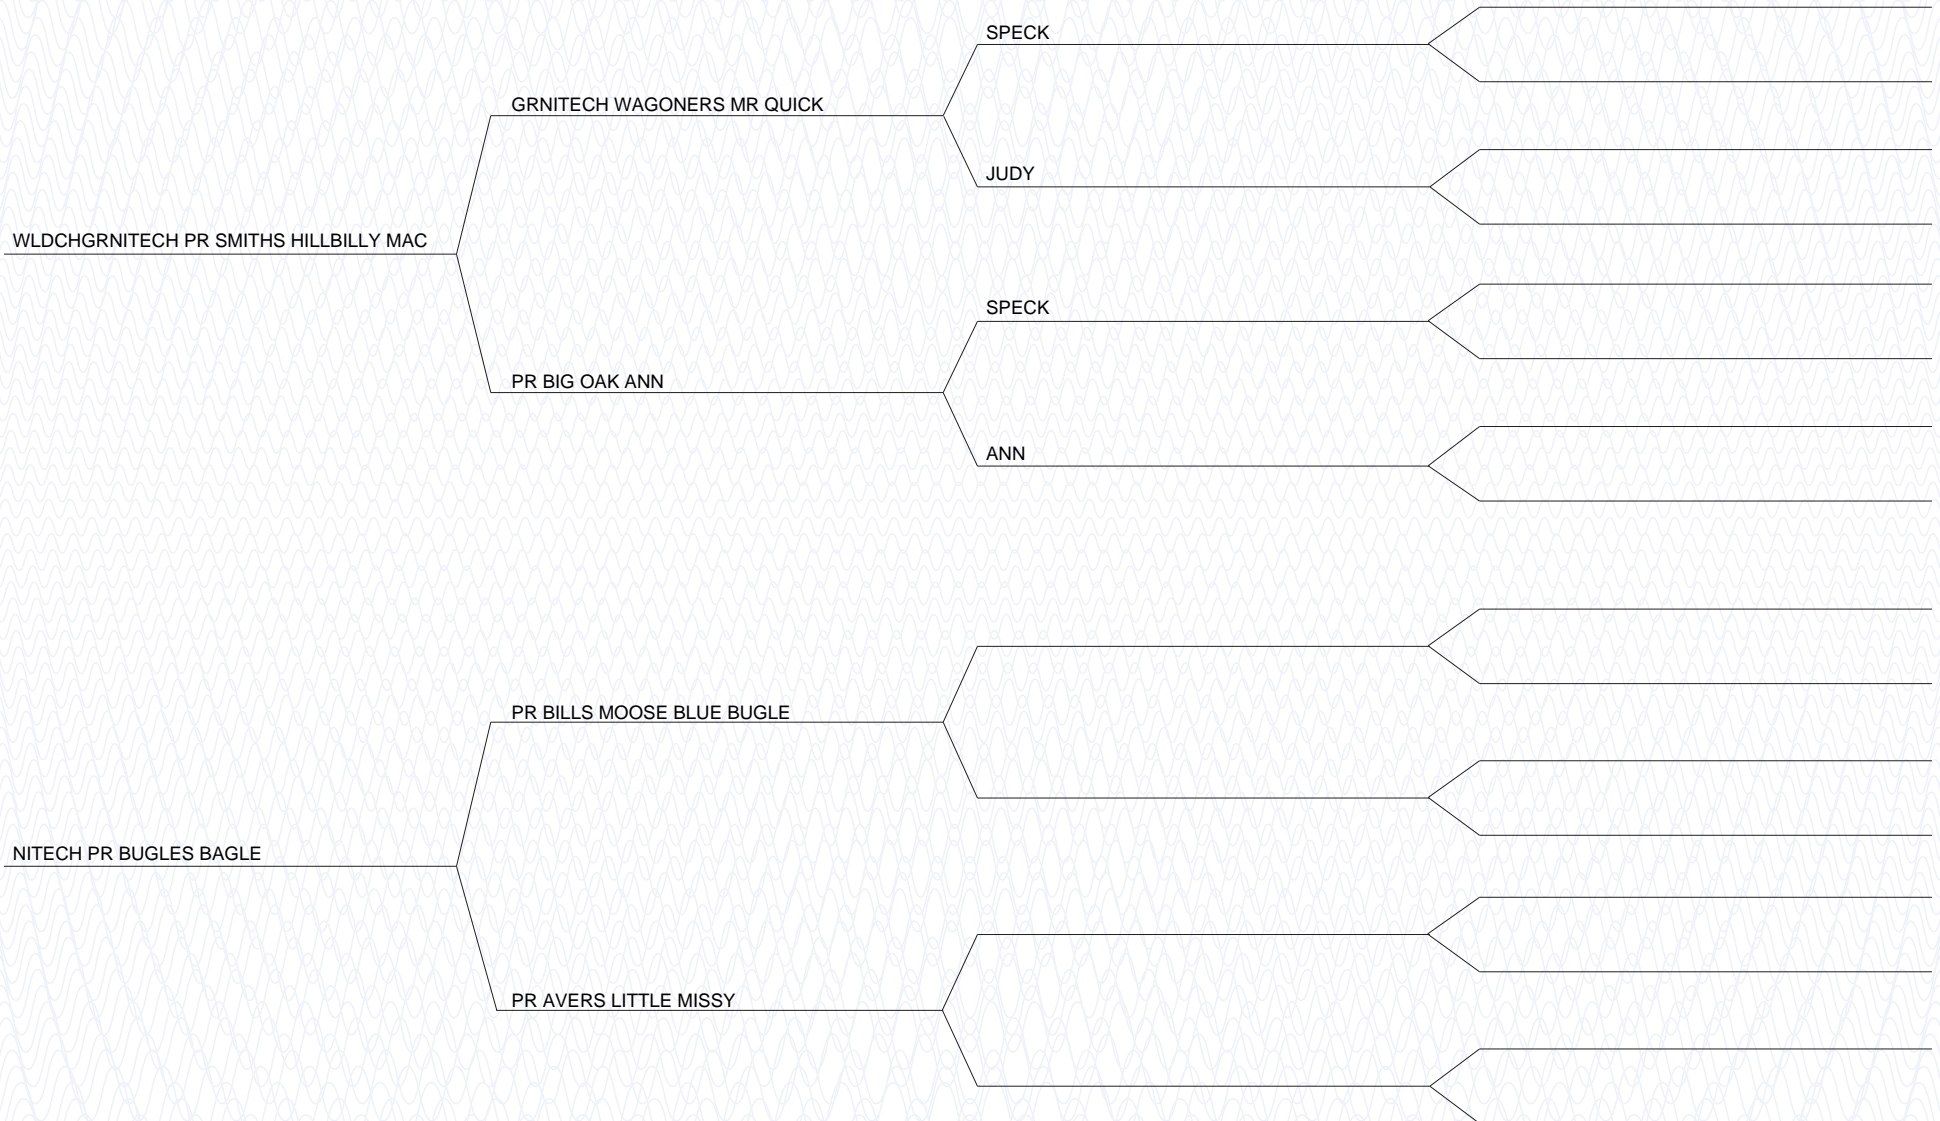 SPECK
GRNITECH WAGONERS MR QUICK
JUDY
WLDCHGRNITECH PR SMITHS HILLBILLY MAC
SPECK
PR BIG OAK ANN
ANN
PR BILLS MOOSE BLUE BUGLE
NITECH PR BUGLES BAGLE
PR AVERS LITTLE MISSY